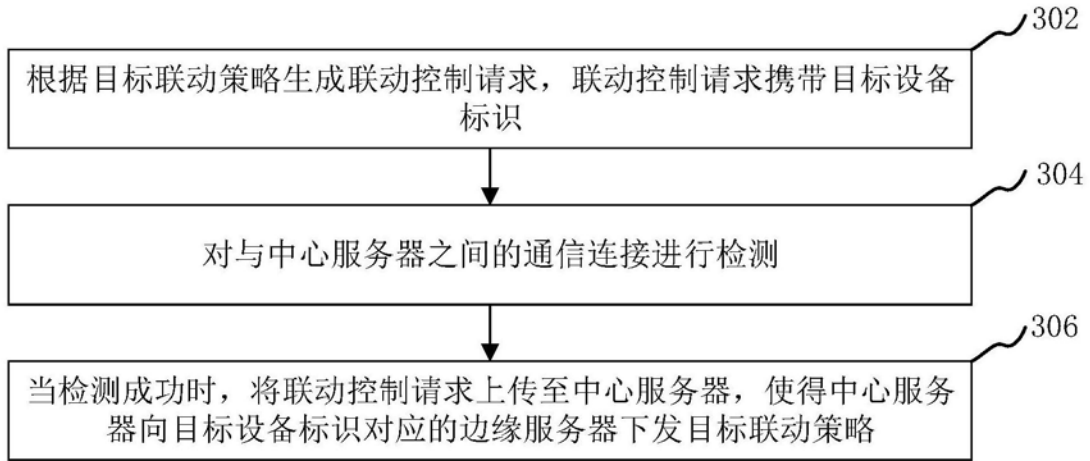 302
根据目标联动策略生成联动控制请求，联动控制请求携带目标设备
标识
304
对与中心服务器之间的通信连接进行检测
306
当检测成功时，将联动控制请求上传至中心服务器，使得中心服务
器向目标设备标识对应的边缘服务器下发目标联动策略